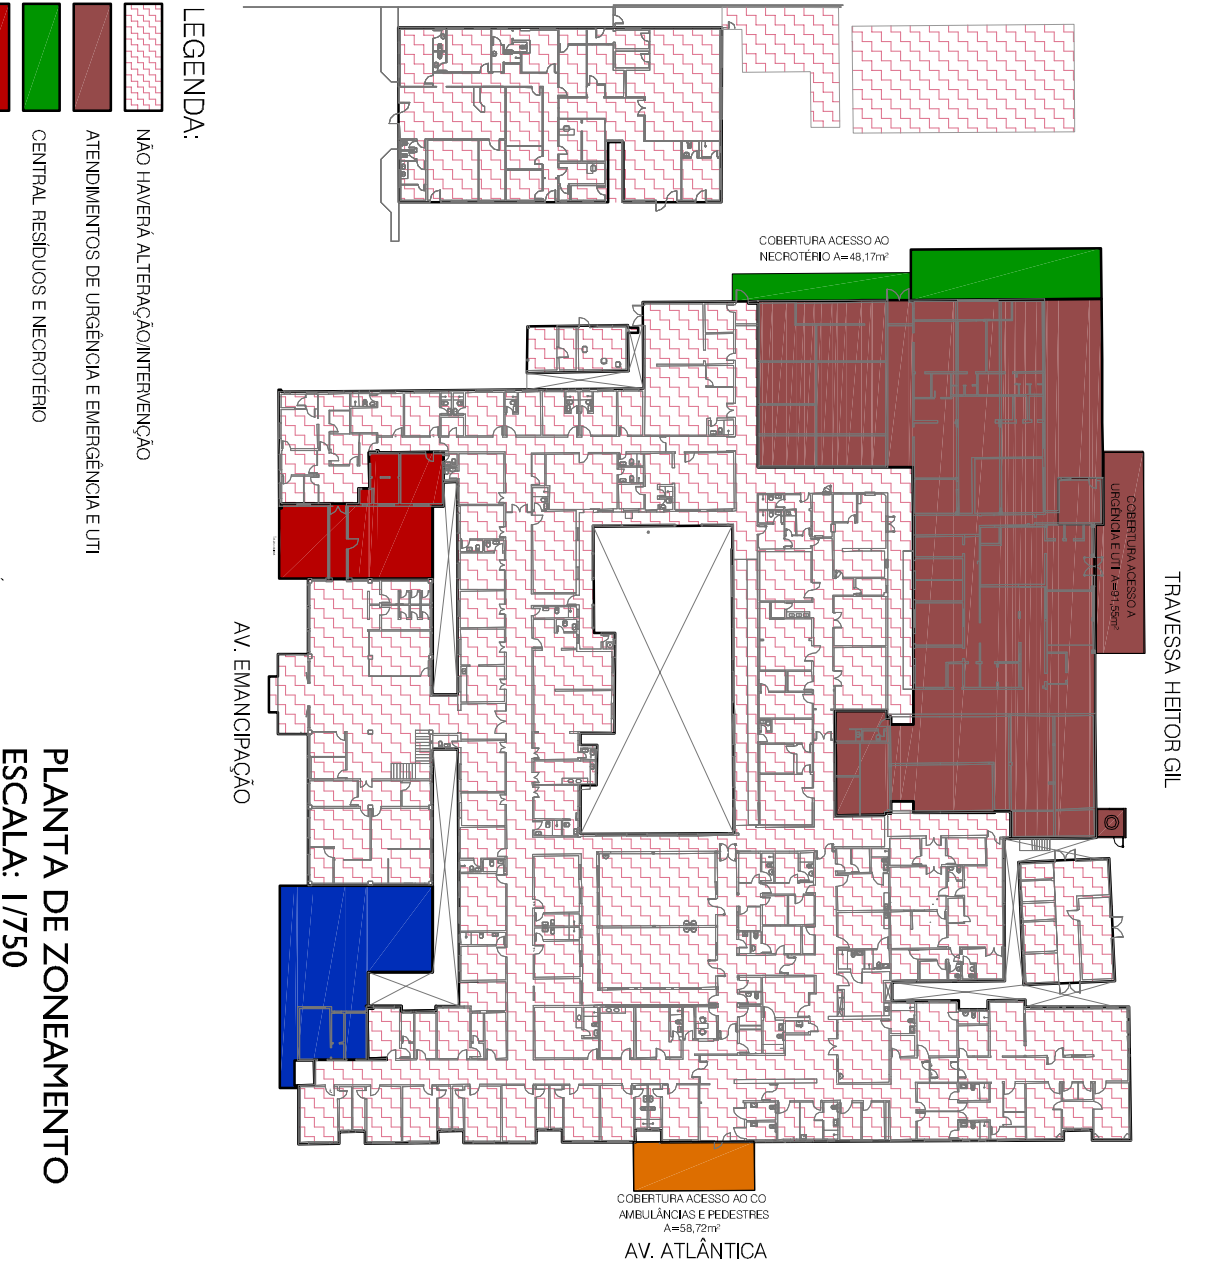 LEGENDA:
NÃO HAVERÁ ALTERAÇÃO/INTERVENÇÃO
ATENDIMENTOS DE URGÊNCIA E EMERGÊNCIA E UTI
CENTRAL RESÍDUOS E NECROTÉRIO
COBERTURA ACESSO AO
NECROTÉRIO A=48,17m²
COBERTURA ACESSO A
URGÊNCIA E UTI A=91,55m²
TRAVESSA HEITOR GIL
AV. EMANCIPAÇÃO
COBERTURA ACESSO AO CO
AMBULÂNCIAS E PEDESTRES
A=58,72m²
AV. ATLÂNTICA
PLANTA DE ZONEAMENTO
ESCALA: 1/750